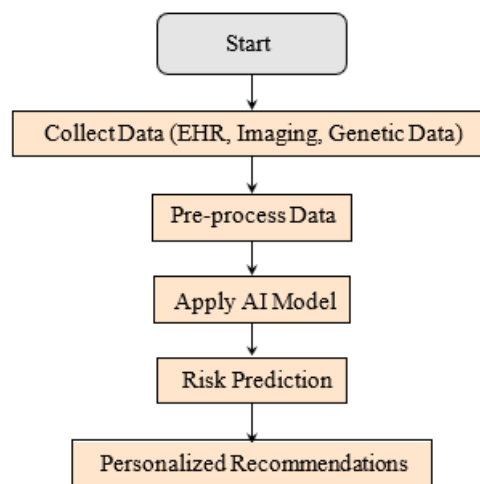 Start
Collect Data (EHR, Imaging, Genetic Data)
Pre-process Data
Apply AI Model
Risk Prediction
Personalized Recommendations